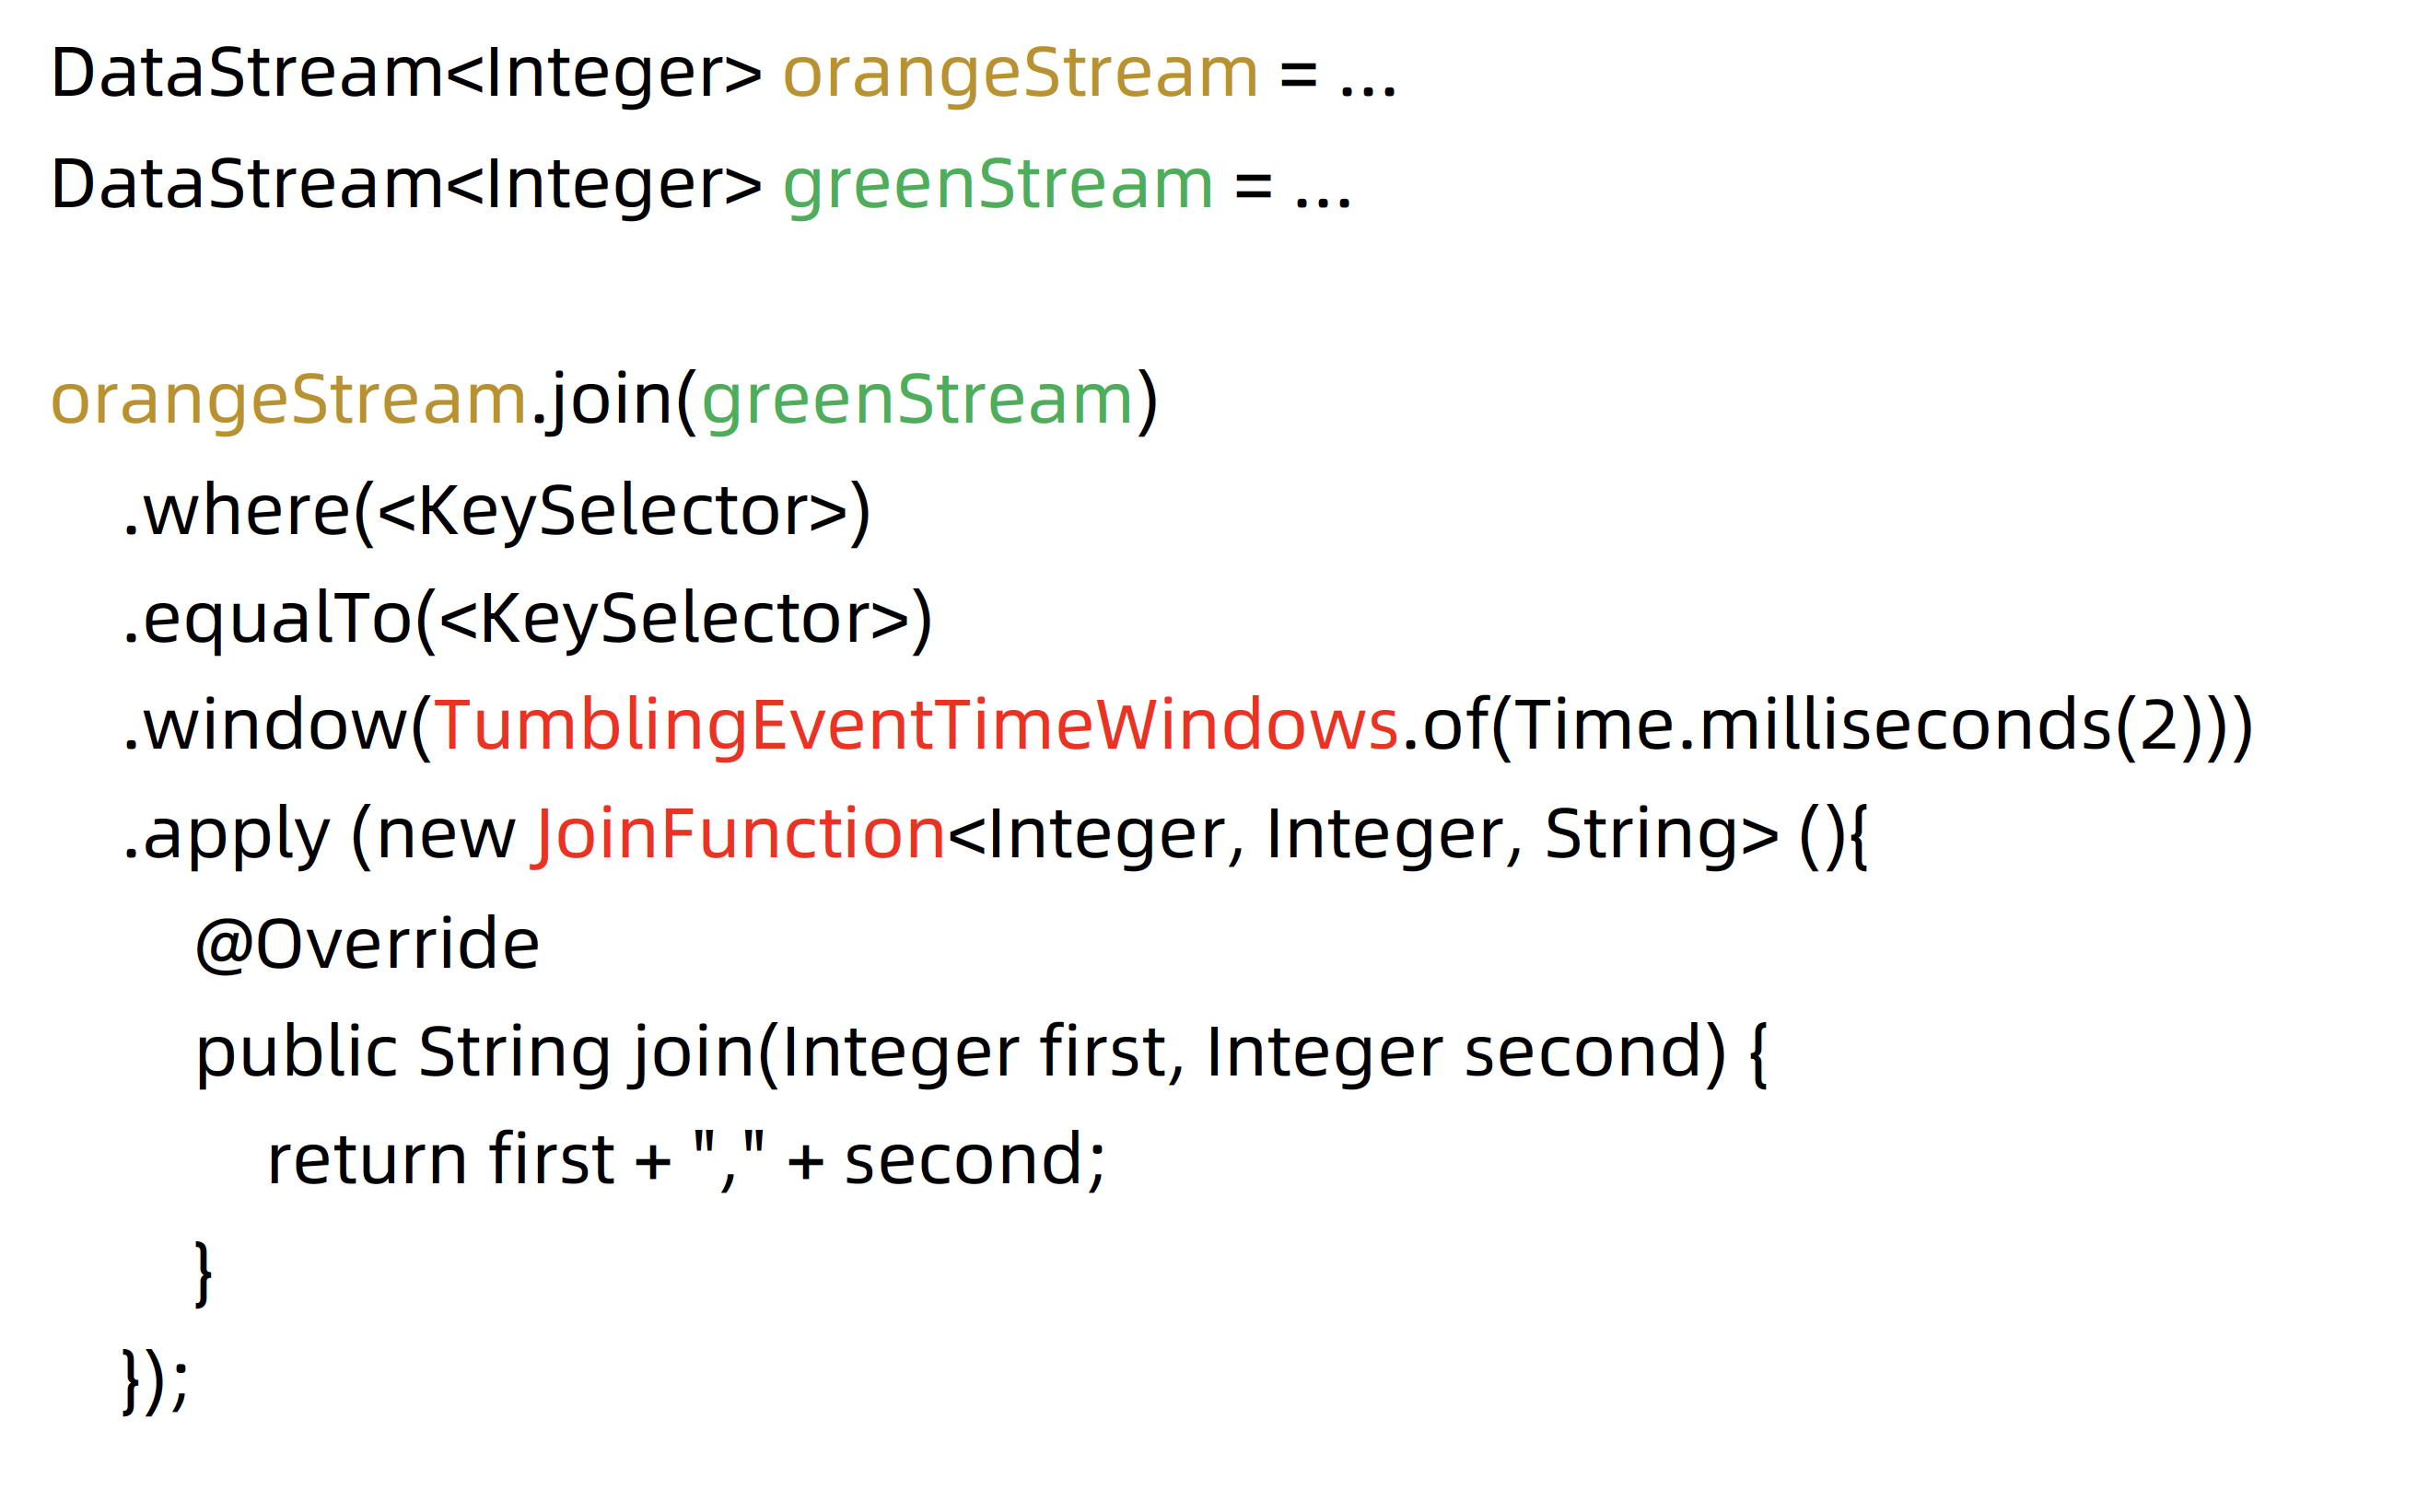 DataStream<Integer> orangeStream = ...
DataStream<Integer> greenStream = ...
orangeStream.join(greenStream)
.where(<KeySelector>)
.equalTo(<KeySelector>)
.window(TumblingEventTimeWindows.of(Time.milliseconds(2)))
.apply (new JoinFunction<Integer, Integer, String> (){
@Override
public String join(Integer first, Integer second) {
return first + "," + second;
}
});